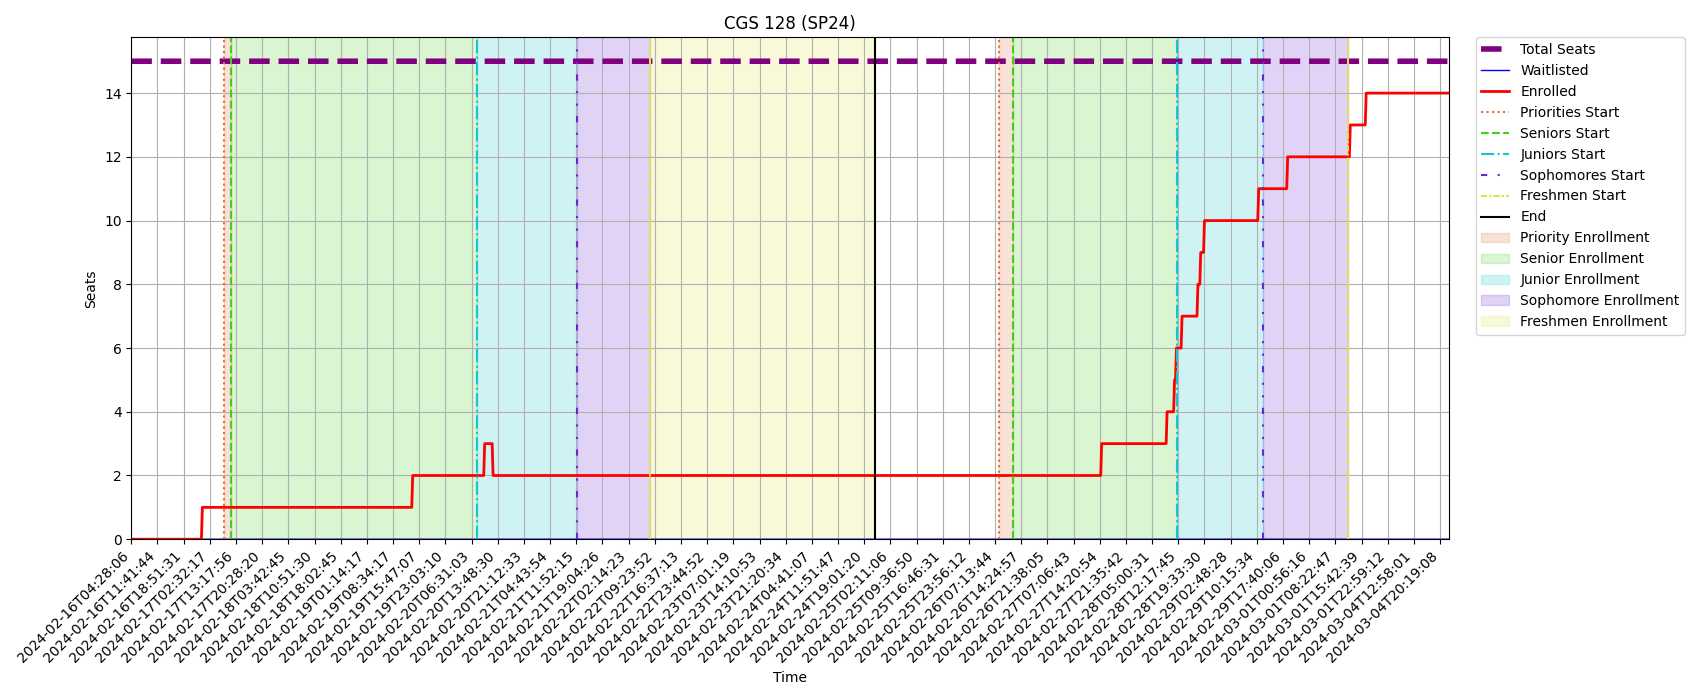 CGS 128 (SP24)
Total Seats
Waitlisted
Enrolled
Priorities Start
Seniors Start
Juniors Start
Sophomores Start
Freshmen Start
End
Priority Enrollment
Senior Enrollment
Junior Enrollment
Sophomore Enrollment
Freshmen Enrollment
Seats
14
12
10
8
6
4
2
0
2024-02-16T04:28:06
2024-02-16T11:41:44
2024-02-16T18:51:31
2024-02-17T02:32:17
2024-02-17T13:17:56
2024-02-17T20:28:20
2024-02-18T03:42:45
2024-02-18T10:51:30
2024-02-18T18:02:45
2024-02-19T01:14:17
2024-02-19T08:34:17
2024-02-19T15:47:07
2024-02-19T23:03:10
2024-02-20T06:31:03
2024-02-20T13:48:30
2024-02-20T21:12:33
2024-02-21T04:43:54
2024-02-21T11:52:15
2024-02-21T19:04:26
2024-02-22T02:14:23
2024-02-22T09:23:52
2024-02-22T16:37:13
2024-02-22T23:44:52
2024-02-23T07:01:19
2024-02-23T14:10:53
2024-02-23T21:20:34
2024-02-24T04:41:07
2024-02-24T11:51:47
2024-02-24T19:01:20
2024-02-25T02:11:06
2024-02-25T09:36:50
2024-02-25T16:46:31
2024-02-25T23:56:12
2024-02-26T07:13:44
2024-02-26T14:24:57
2024-02-26T21:38:05
2024-02-27T07:06:43
2024-02-27T14:20:54
2024-02-27T21:35:42
2024-02-28T05:00:31
2024-02-28T12:17:45
2024-02-28T19:33:30
2024-02-29T02:48:28
2024-02-29T10:15:34
2024-02-29T17:40:06
2024-03-01T00:56:16
2024-03-01T08:22:47
2024-03-01T15:42:39
2024-03-01T22:59:12
2024-03-04T12:58:01
2024-03-04T20:19:08
Time